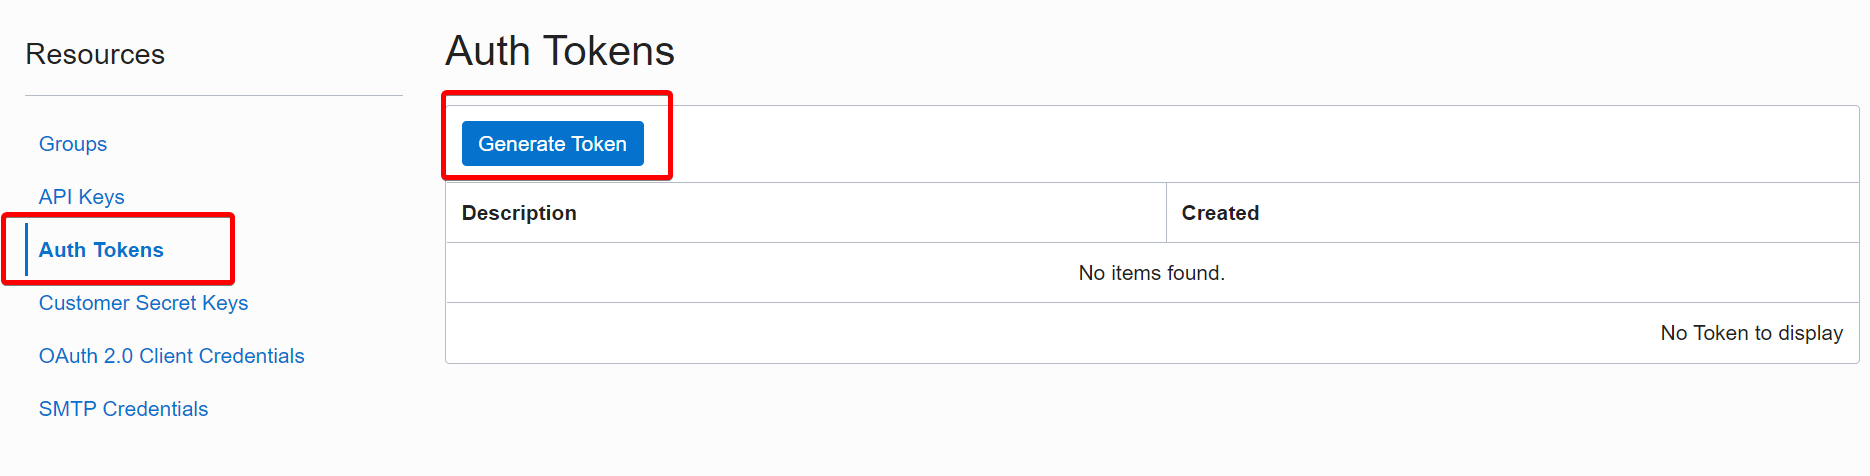 Resources
Groups
API Keys
Auth Tokens
Customer Secret Keys
OAuth 2.0 Client Credentials
SMTP Credentials
Auth Tokens
Generate Token
Description Created
No items found.
No Token to display